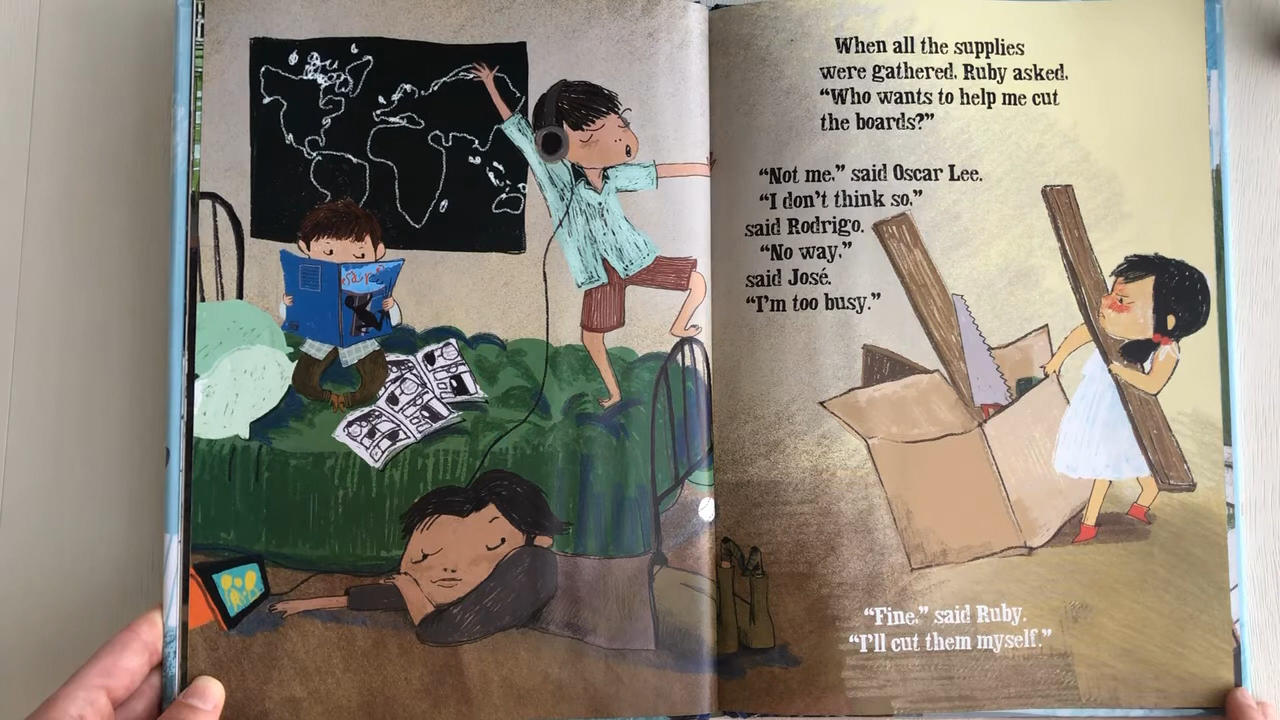 When all the supplies
were gathered, Ruby asked,
“Who wants to help me cut
the boards?”
“Not me,” said Oscar Lee.
“I don’t think so,”
said Rodrigo.
“No way,”
said José.
“I’m too busy.”
“Fine,” said Ruby.
“I’ll cut them myself.”